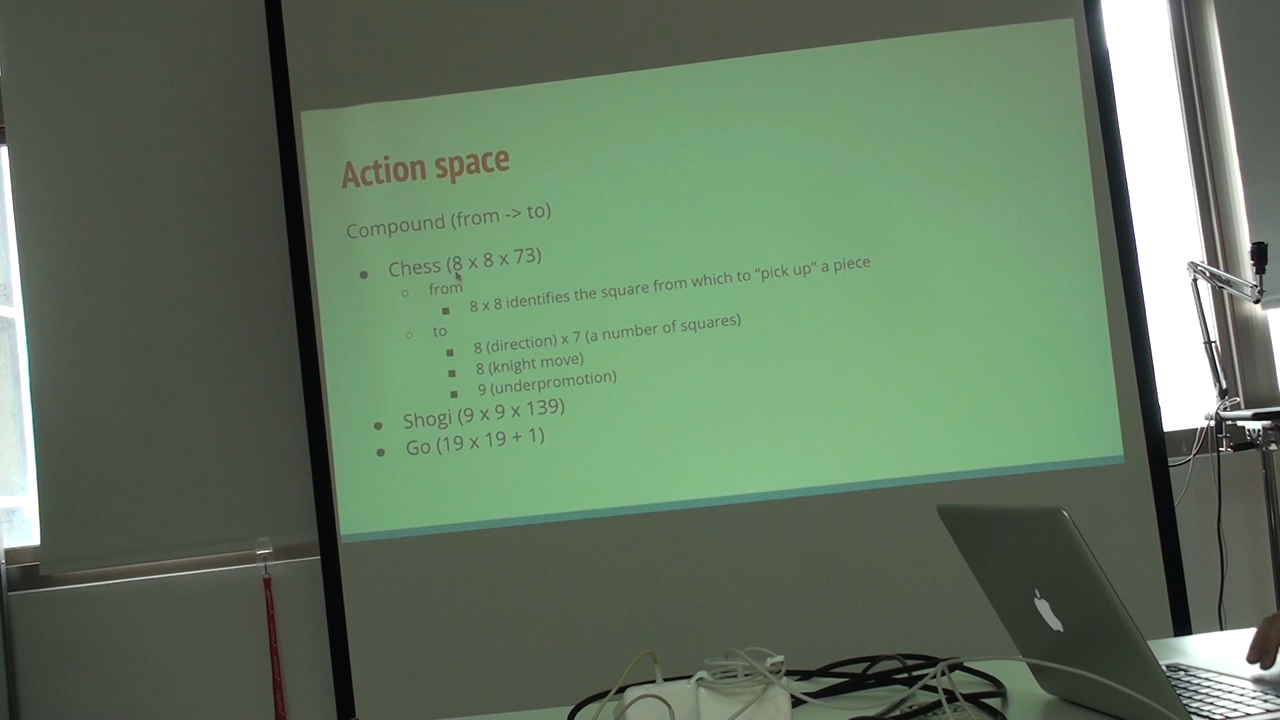 Action space
Compound (from -> to)
● Chess (8 x 8 x 73)
○ from
■ 8 x 8 identifies the square from which to “pick up” a piece
○ to
■ 8 (direction) x 7 (a number of squares)
■ 8 (knight move)
■ 9 (underpromotion)
● Shogi (9 x 9 x 139)
● Go (19 x 19 + 1)